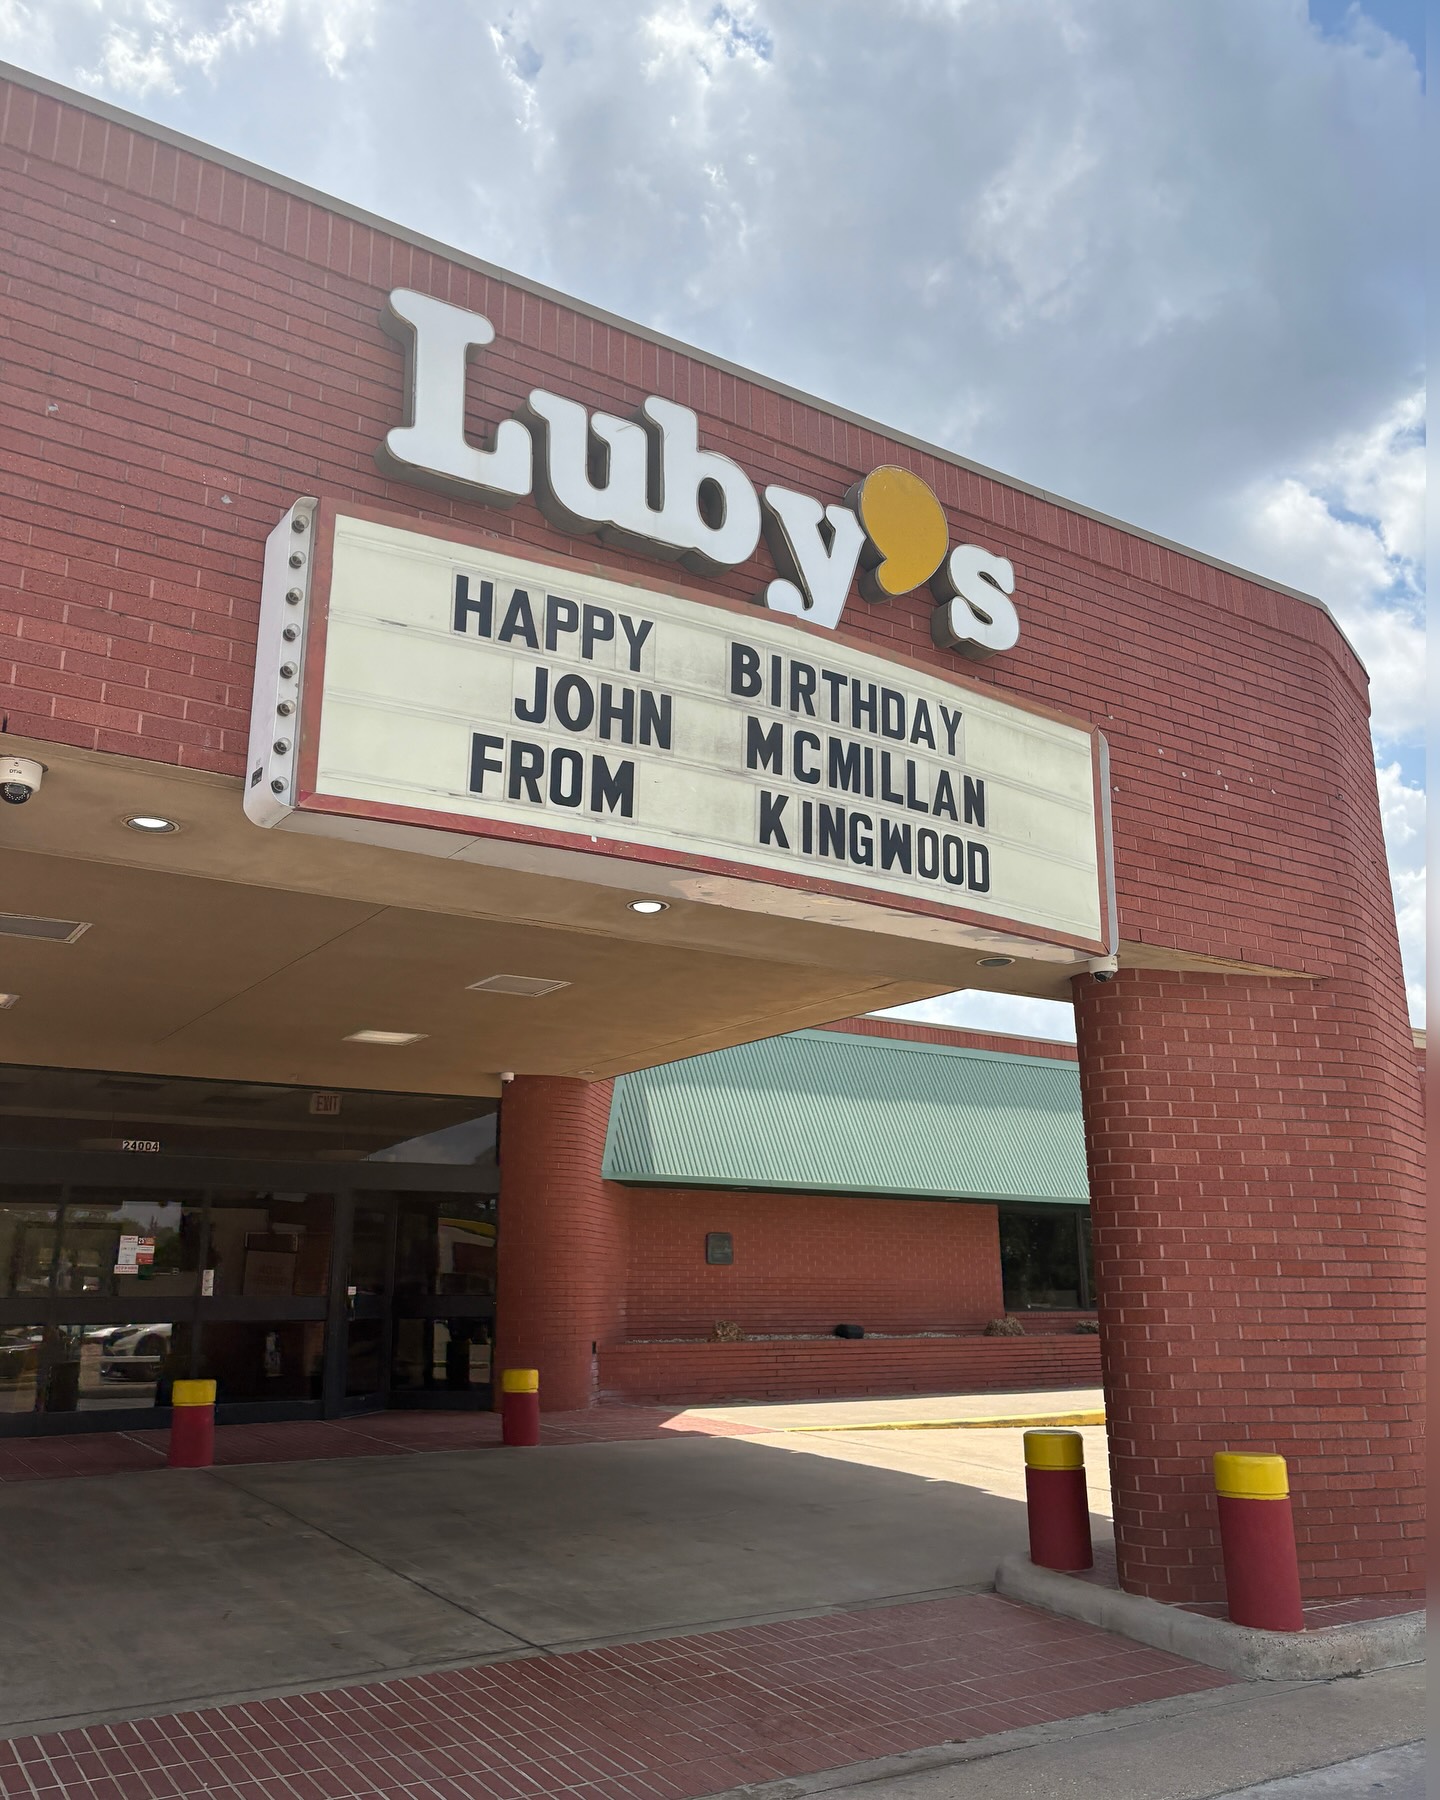 Luby's
HAPPY BIRTHDAY
JOHN MCMILLAN
FROM KINGWOOD
EXIT
24004